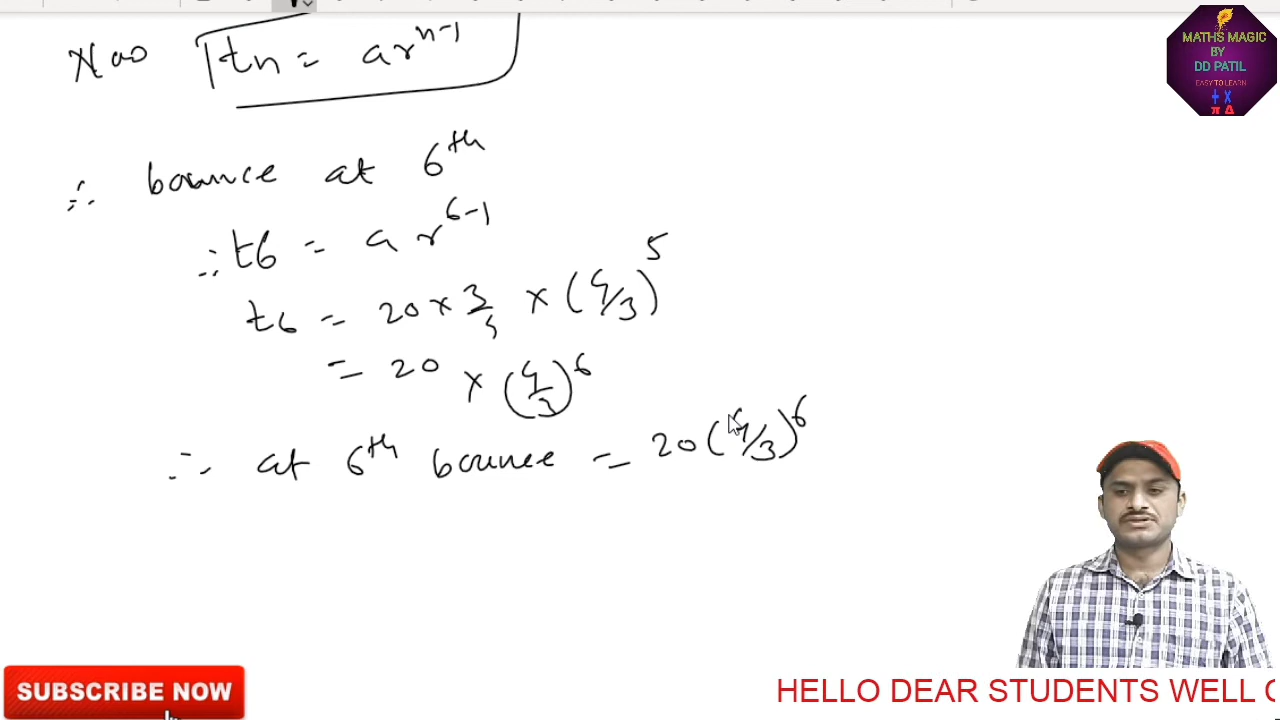 Now tn = ar^(n-1)
∴ bounce at 6th
∴ t6 = a r^(6-1)
t6 = 20 × 3/4 × (4/3)^5
= 20 × (4/3)^6
∴ at 6th bounce = 20(4/3)^6
MATHS MAGIC
BY
DD PATIL
EASY TO LEARN
+ X
π Δ
SUBSCRIBE NOW
HELLO DEAR STUDENTS WELL C